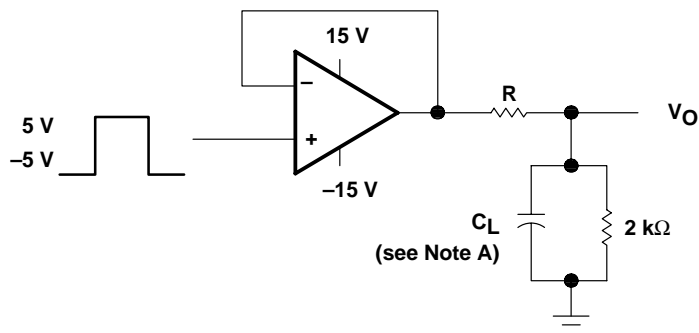 15 V
–
R
VO
5 V
–5 V
+
–15 V
CL
(see Note A)
2 kΩ